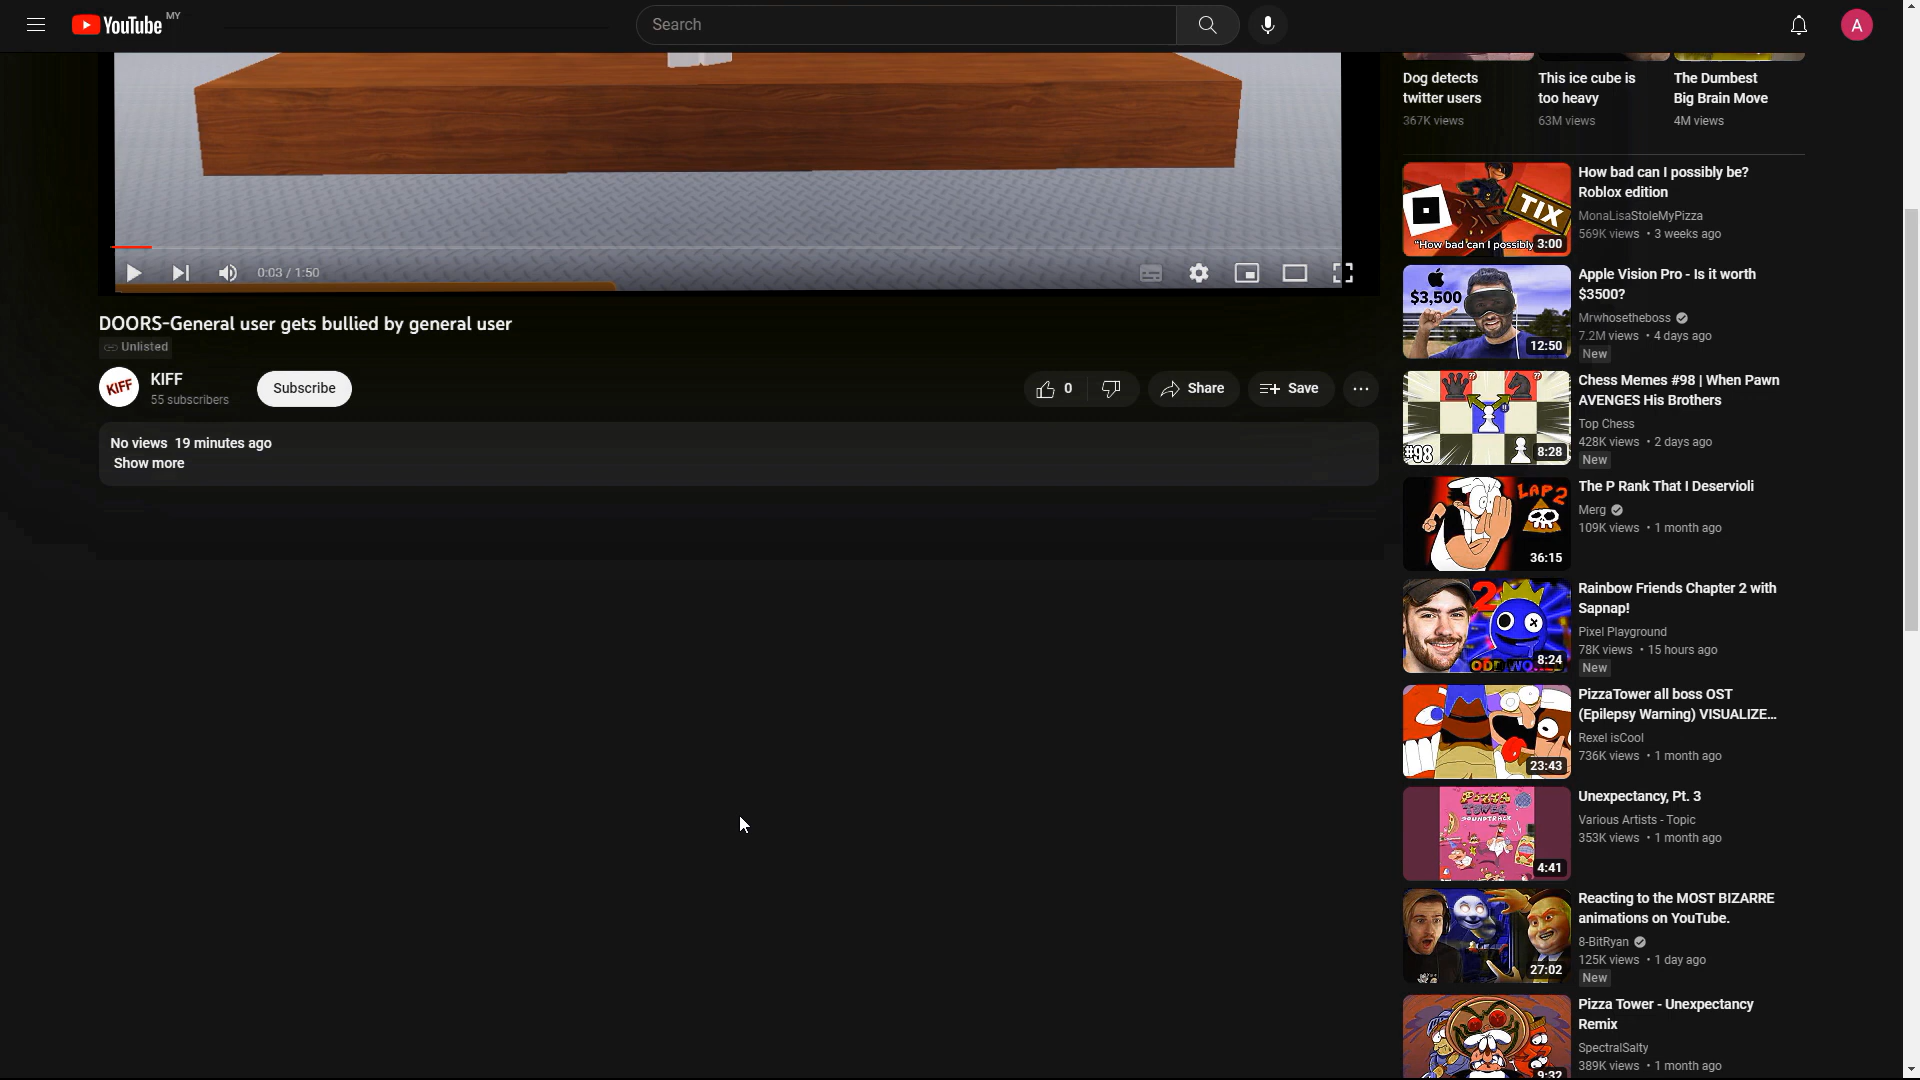 YouTube MY
Search
A
0:03 / 1:50
DOORS-General user gets bullied by general user
Unlisted
KIFF
KIFF
55 subscribers
Subscribe
0
Share
Save
No views 19 minutes ago
Show more
Dog detects
twitter users
367K views
This ice cube is
too heavy
63M views
The Dumbest
Big Brain Move
4M views
TIX
"How bad can I possibly
3:00
How bad can I possibly be?
Roblox edition
MonaLisaStoleMyPizza
569K views • 3 weeks ago
$3,500
12:50
Apple Vision Pro - Is it worth
$3500?
Mrwhosetheboss
7.2M views • 4 days ago
New
??
??
#98
8:28
Chess Memes #98 | When Pawn
AVENGES His Brothers
Top Chess
428K views • 2 days ago
New
LAP 2
36:15
The P Rank That I Deservioli
Merg
109K views • 1 month ago
2
ODD WO
8:24
Rainbow Friends Chapter 2 with
Sapnap!
Pixel Playground
78K views • 15 hours ago
New
23:43
PizzaTower all boss OST
(Epilepsy Warning) VISUALIZE...
Rexel isCool
736K views • 1 month ago
PIZZA
TOWER
SOUNDTRACK
4:41
Unexpectancy, Pt. 3
Various Artists - Topic
353K views • 1 month ago
27:02
Reacting to the MOST BIZARRE
animations on YouTube.
8-BitRyan
125K views • 1 day ago
New
9:32
Pizza Tower - Unexpectancy
Remix
SpectralSalty
389K views • 1 month ago